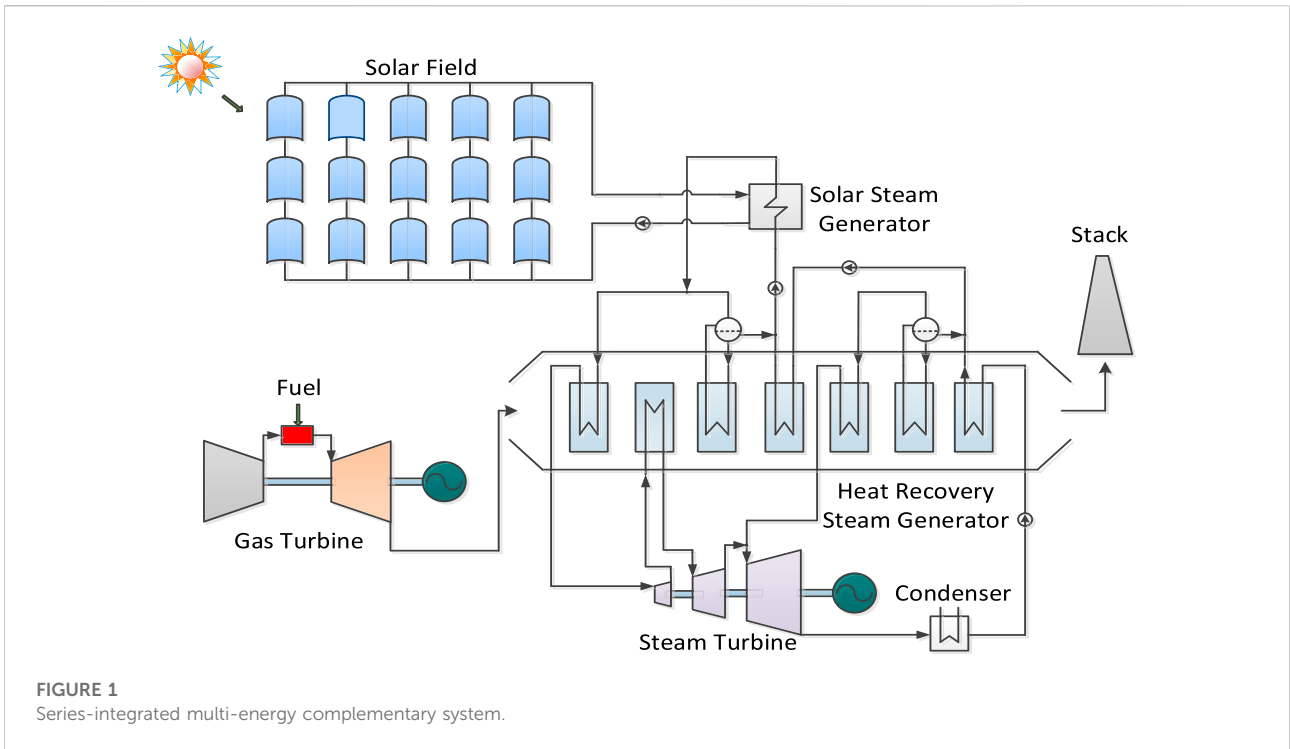 Solar Field
Solar Steam
Generator
Stack
Fuel
Gas Turbine
Heat Recovery
Steam Generator
Condenser
Steam Turbine
FIGURE 1
Series-integrated multi-energy complementary system.